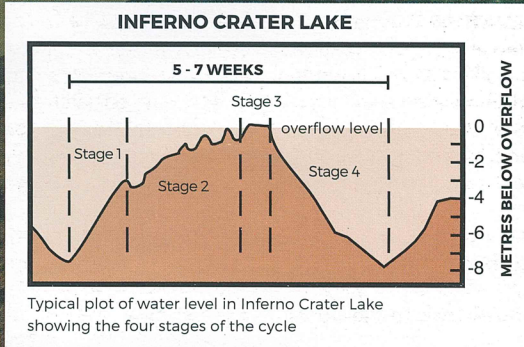 INFERNO CRATER LAKE
5 - 7 WEEKS
Stage 3
overflow level
Stage 1
Stage 2
Stage 4
0
-2
-4
-6
-8
METRES BELOW OVERFLOW
Typical plot of water level in Inferno Crater Lake
showing the four stages of the cycle